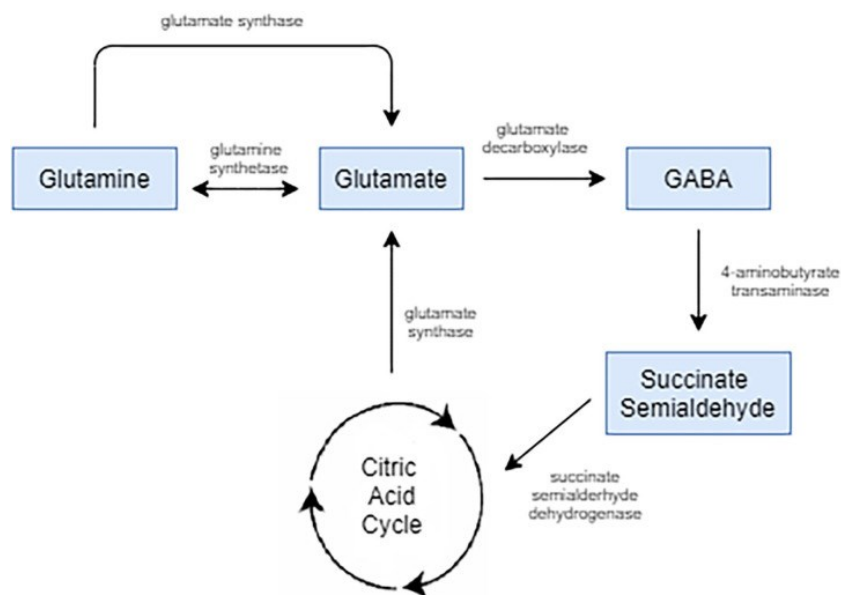 glutamate synthase
Glutamine
glutamine
synthetase
Glutamate
glutamate
decarboxylase
GABA
4-aminobutyrate
transaminase
glutamate
synthase
Succinate
Semialdehyde
Citric
Acid
Cycle
succinate
semialderhyde
dehydrogenase